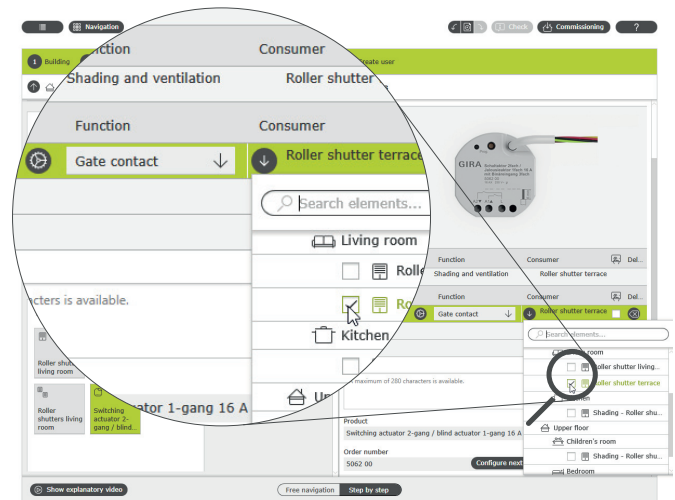 Navigation
Check
Commissioning
?
1 Building
Create user
Function
Consumer
Shading and ventilation
Roller shutter
Function
Consumer
Gate contact
Roller shutter terrace
Search elements...
Living room
Kitchen
acters is available.
ator 1-gang 16 A
GIRA
Function
Consumer
Del...
Shading and ventilation
Roller shutter terrace
Function
Consumer
Del...
Gate contact
Roller shutter terrace
Search elements...
room
Roller shutter living...
Roller shutter terrace
Shading - Roller shu...
Upper floor
Children's room
Shading - Roller shu...
Bedroom
maximum of 280 characters is available.
Roller
living room
Roller
shutters living
room
Switching
actuator 2-
gang / blind...
Product
Switching actuator 2-gang / blind actuator 1-gang 16 A
Order number
5062 00
Configure next
Show explanatory video
Free navigation
Step by step